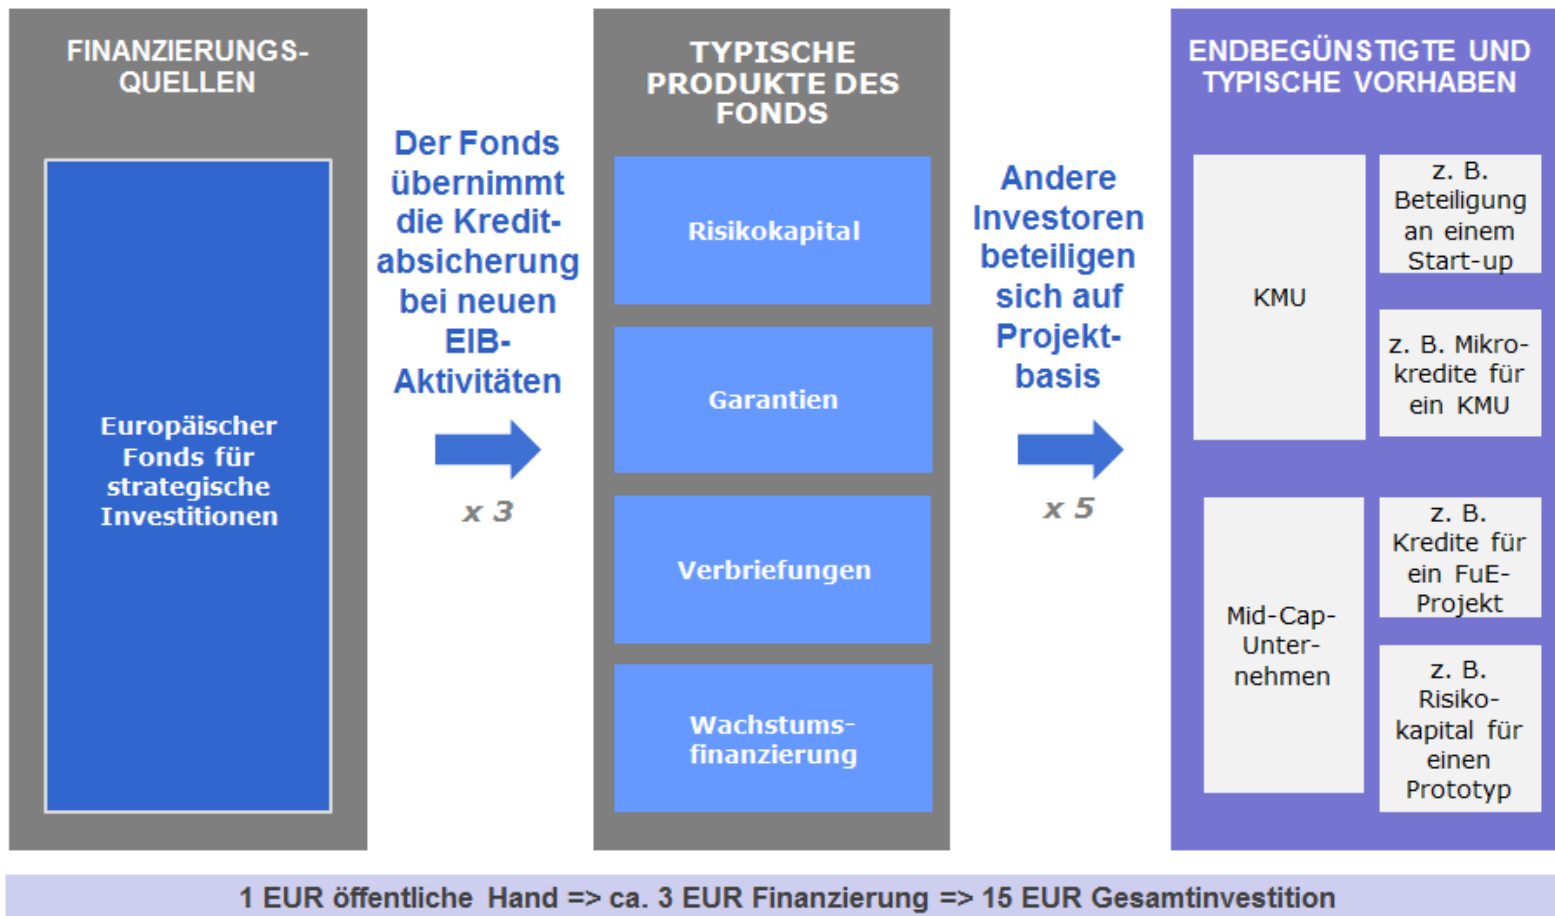 FINANZIERUNGS-
QUELLEN
Europäischer
Fonds für
strategische
Investitionen
Der Fonds
übernimmt
die Kredit-
absicherung
bei neuen
EIB-
Aktivitäten
x 3
TYPISCHE
PRODUKTE DES
FONDS
Risikokapital
Garantien
Verbriefungen
Wachstums-
finanzierung
Andere
Investoren
beteiligen
sich auf
Projekt-
basis
x 5
ENDBEGÜNSTIGTE UND
TYPISCHE VORHABEN
KMU
z. B.
Beteiligung
an einem
Start-up
z. B. Mikro-
kredite für
ein KMU
Mid-Cap-
Unter-
nehmen
z. B.
Kredite für
ein FuE-
Projekt
z. B.
Risiko-
kapital für
einen
Prototyp
1 EUR öffentliche Hand => ca. 3 EUR Finanzierung => 15 EUR Gesamtinvestition